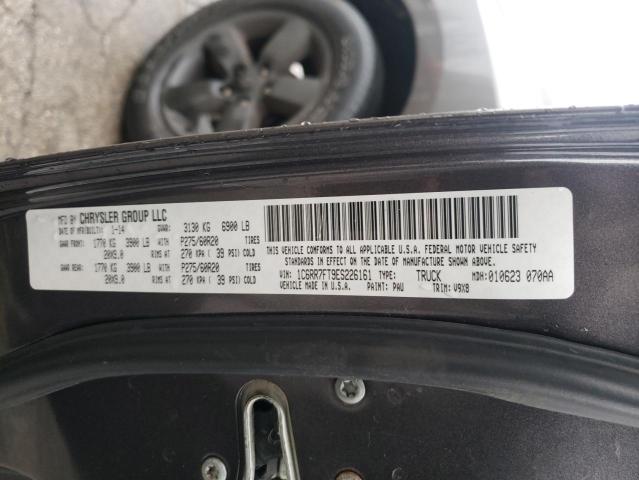 MFD BY CHRYSLER GROUP LLC
DATE OF MFR(BUILT): 1-14 GVWR: 3130 KG 6900 LB
GAWR FRONT: 1770 KG 3900 LB WITH P275/60R20 TIRES
20X9.0 RIMS AT 270 KPA ( 39 PSI) COLD
GAWR REAR: 1770 KG 3900 LB WITH P275/60R20 TIRES
20X9.0 RIMS AT 270 KPA ( 39 PSI) COLD
THIS VEHICLE CONFORMS TO ALL APPLICABLE U.S.A. FEDERAL MOTOR VEHICLE SAFETY
STANDARDS IN EFFECT ON THE DATE OF MANUFACTURE SHOWN ABOVE.
VIN: 1C6RR7FT9ES226161 TYPE: TRUCK MDH: 010623 070AA
VEHICLE MADE IN U.S.A. PAINT: PAU TRIM: V9X8